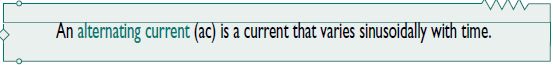 An alternating current (ac) is a current that varies sinusoidally with time.